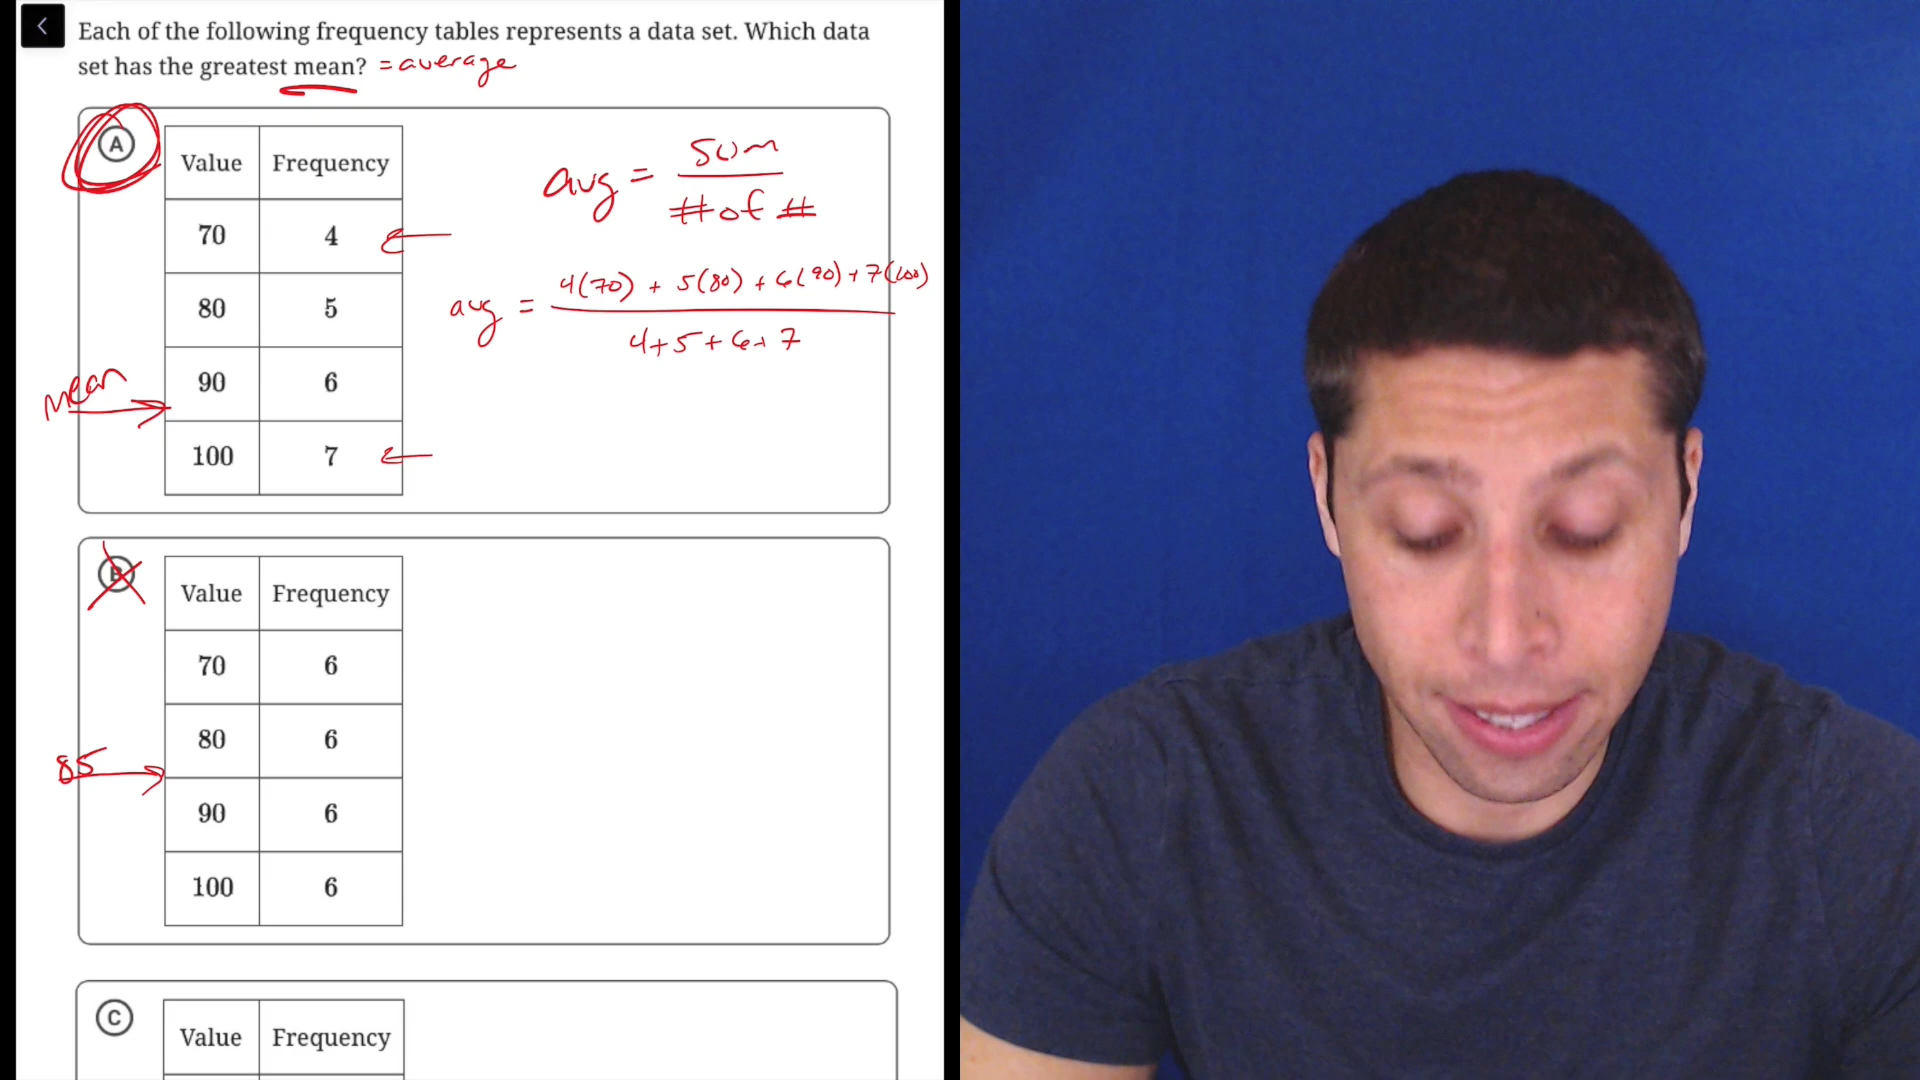 Each of the following frequency tables represents a data set. Which data
set has the greatest mean? = average
A
Value Frequency
70 4
80 5
90 6
100 7
avg = sum / # of #
avg = 4(70) + 5(80) + 6(90) + 7(100) / 4+5+6+7
mean
B
Value Frequency
70 6
80 6
90 6
100 6
85
C
Value Frequency